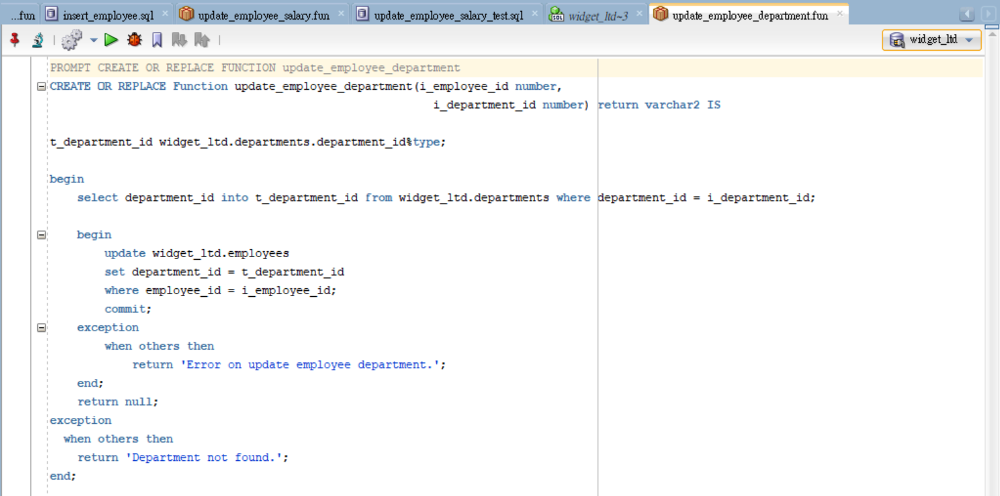 ...fun insert_employee.sql update_employee_salary.fun update_employee_salary_test.sql widget_ltd~3 update_employee_department.fun
widget_ltd
PROMPT CREATE OR REPLACE FUNCTION update_employee_department
CREATE OR REPLACE Function update_employee_department(i_employee_id number,
i_department_id number) return varchar2 IS
t_department_id widget_ltd.departments.department_id%type;
begin
select department_id into t_department_id from widget_ltd.departments where department_id = i_department_id;
begin
update widget_ltd.employees
set department_id = t_department_id
where employee_id = i_employee_id;
commit;
exception
when others then
return 'Error on update employee department.';
end;
return null;
exception
when others then
return 'Department not found.';
end;